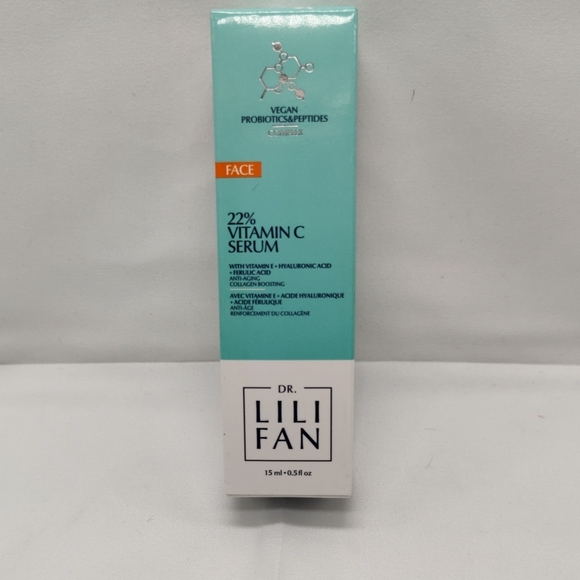 VEGAN
PROBIOTICS&PEPTIDES
COMPLEX
FACE
22%
VITAMIN C
SERUM
WITH VITAMIN E + HYALURONIC ACID
+ FERULIC ACID
ANTI-AGING
COLLAGEN BOOSTING
AVEC VITAMINE E + ACIDE HYALURONIQUE
+ ACIDE FÉRULIQUE
ANTI-ÂGE
RENFORCEMENT DU COLLAGÈNE
DR.
LILI
FAN
15 ml • 0.5 fl oz